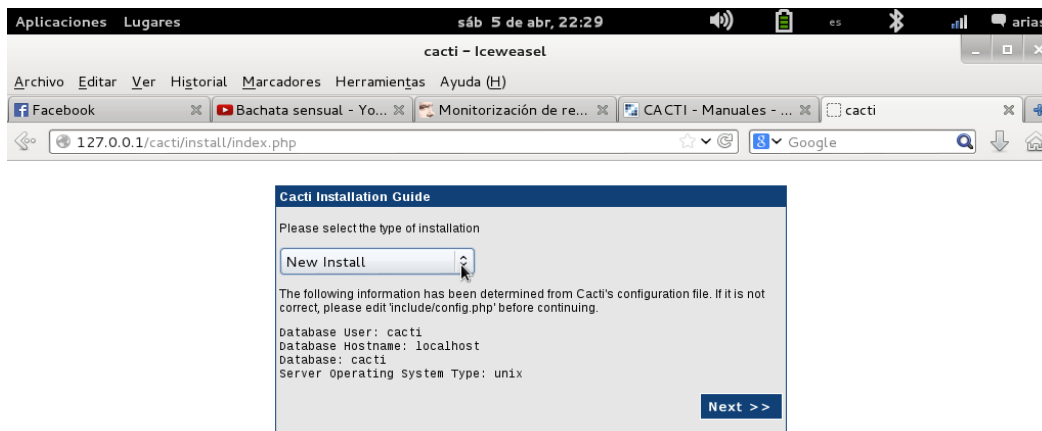 Aplicaciones Lugares sáb 5 de abr, 22:29 es arias
cacti – Iceweasel
Archivo Editar Ver Historial Marcadores Herramientas Ayuda (H)
Facebook Bachata sensual - Yo... Monitorización de re... CACTI - Manuales - ... cacti
127.0.0.1/cacti/install/index.php Google
Cacti Installation Guide
Please select the type of installation
New Install
The following information has been determined from Cacti's configuration file. If it is not
correct, please edit 'include/config.php' before continuing.
Database User: cacti
Database Hostname: localhost
Database: cacti
Server Operating System Type: unix
Next >>